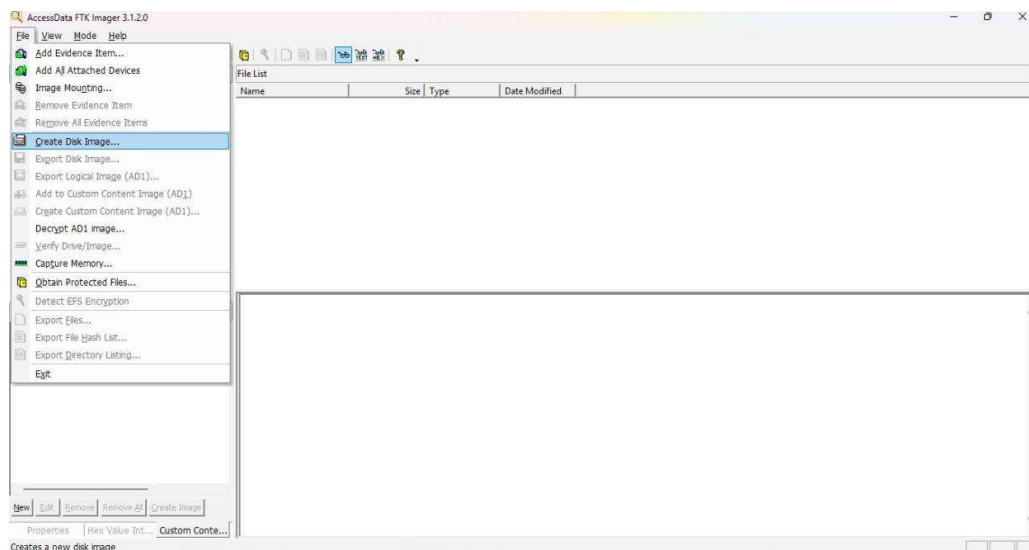 AccessData FTK Imager 3.1.2.0
File View Mode Help
Add Evidence Item...
Add All Attached Devices
Image Mounting...
Remove Evidence Item
Remove All Evidence Items
Create Disk Image...
Export Disk Image...
Export Logical Image (AD1)...
Add to Custom Content Image (AD1)
Create Custom Content Image (AD1)...
Decrypt AD1 image...
Verify Drive/Image...
Capture Memory...
Obtain Protected Files...
Detect EFS Encryption
Export Files...
Export File Hash List...
Export Directory Listing...
Exit
File List
Name Size Type Date Modified
New Edit Remove Remove All Create Image
Properties Hex Value Int... Custom Conte...
Creates a new disk image